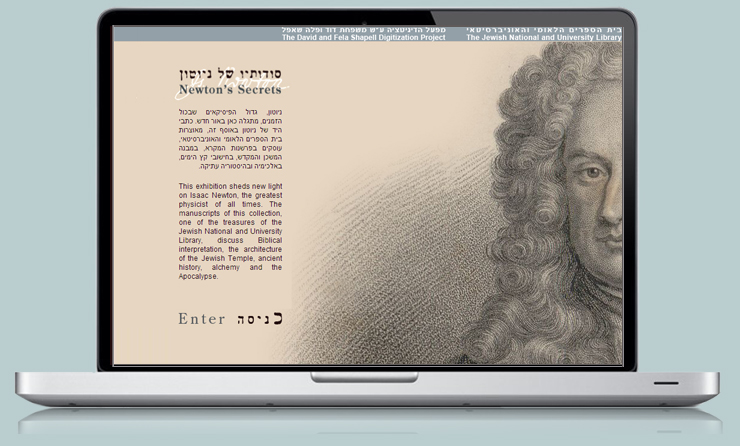 מפעל הדיגיטציה ע"ש משפחת דוד ופלה שאפל
בית הספרים הלאומי והאוניברסיטאי
The David and Fela Shapell Digitization Project
The Jewish National and University Library
סודותיו של ניוטון
Newton's Secrets
ניוטון, גדול הפיסיקאים שבכול
הזמנים, מתגלה כאן באור חדש. כתבי
היד של ניוטון באוסף זה, מאוצרות
בית הספרים הלאומי והאוניברסיטאי,
עוסקים בפרשנות המקרא, במבנה
המשכן והמקדש, בחישובי קץ הימים,
באלכימיה ובהיסטוריה עתיקה.
This exhibition sheds new light
on Isaac Newton, the greatest
physicist of all times. The
manuscripts of this collection,
one of the treasures of the
Jewish National and University
Library, discuss Biblical
interpretation, the architecture
of the Jewish Temple, ancient
history, alchemy and the
Apocalypse.
Enter כניסה